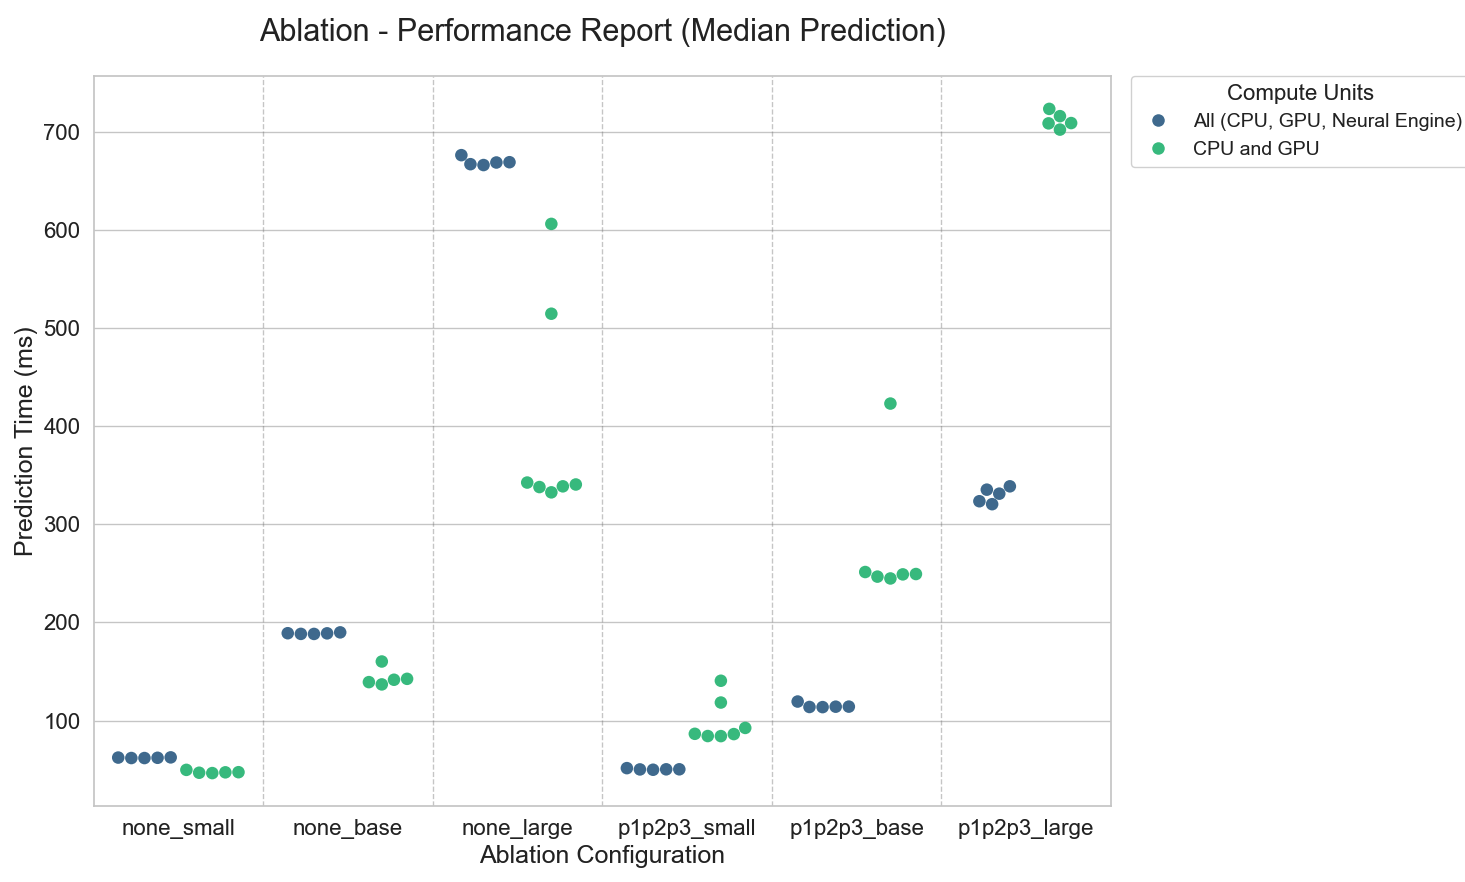 Ablation - Performance Report (Median Prediction)
Compute Units
All (CPU, GPU, Neural Engine)
CPU and GPU
Prediction Time (ms)
700
600
500
400
300
200
100
none_small
none_base
none_large
p1p2p3_small
p1p2p3_base
p1p2p3_large
Ablation Configuration